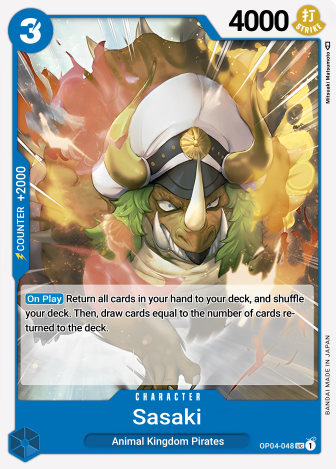 3
4000
打
STRIKE
Mitsuaki Matsumoto
COUNTER +2000
On Play Return all cards in your hand to your deck, and shuffle
your deck. Then, draw cards equal to the number of cards re-
turned to the deck.
BANDAI MADE IN JAPAN
CHARACTER
Sasaki
Animal Kingdom Pirates
OP04-048 UC 1